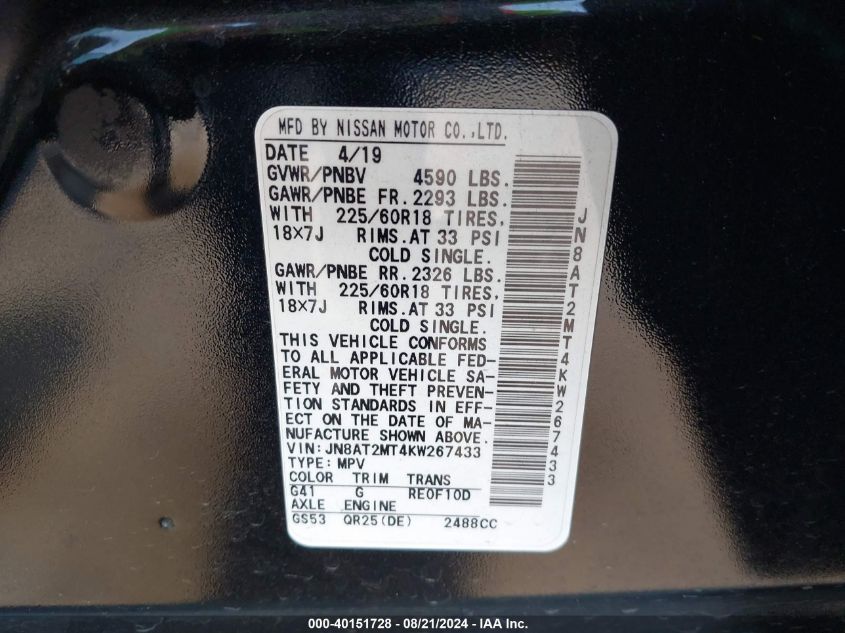 MFD BY NISSAN MOTOR CO.,LTD.
DATE 4/19
GVWR/PNBV 4590 LBS.
GAWR/PNBE FR. 2293 LBS.
WITH 225/60R18 TIRES,
18×7J RIMS.AT 33 PSI
COLD SINGLE.
GAWR/PNBE RR. 2326 LBS.
WITH 225/60R18 TIRES,
18×7J RIMS.AT 33 PSI
COLD SINGLE.
THIS VEHICLE CONFORMS
TO ALL APPLICABLE FED-
ERAL MOTOR VEHICLE SA-
FETY AND THEFT PREVEN-
TION STANDARDS IN EFF-
ECT ON THE DATE OF MA-
NUFACTURE SHOWN ABOVE.
VIN:JN8AT2MT4KW267433
TYPE: MPV
COLOR TRIM TRANS
G41 G RE0F10D
AXLE ENGINE
GS53 QR25(DE) 2488CC
JN8AT2MT4KW267433
000-40151728 - 08/21/2024 - IAA Inc.